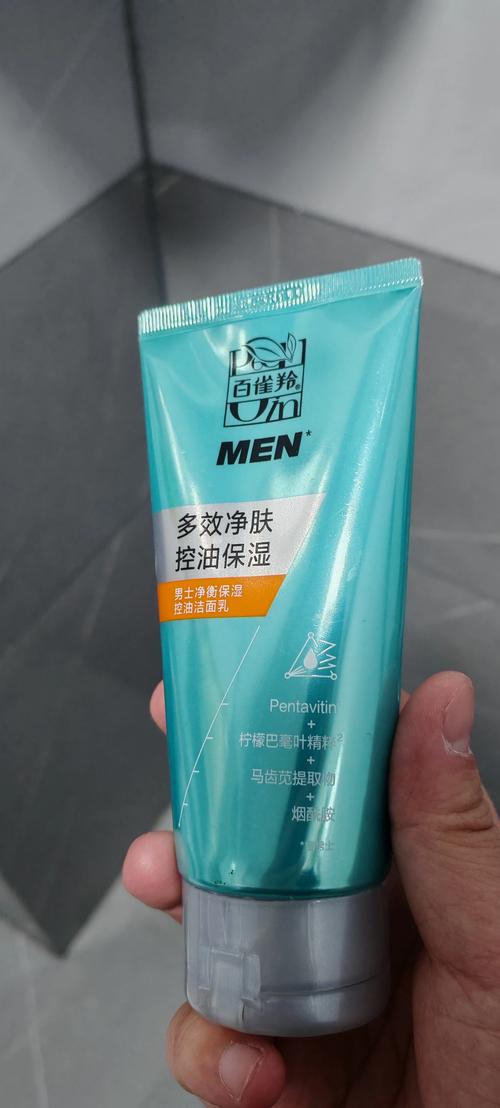 百雀羚®
MEN*
多效净肤
控油保湿
男士净衡保湿
控油洁面乳
Pentavitin
+
柠檬巴毫叶精粹2
+
马齿苋提取物
+
烟酰胺